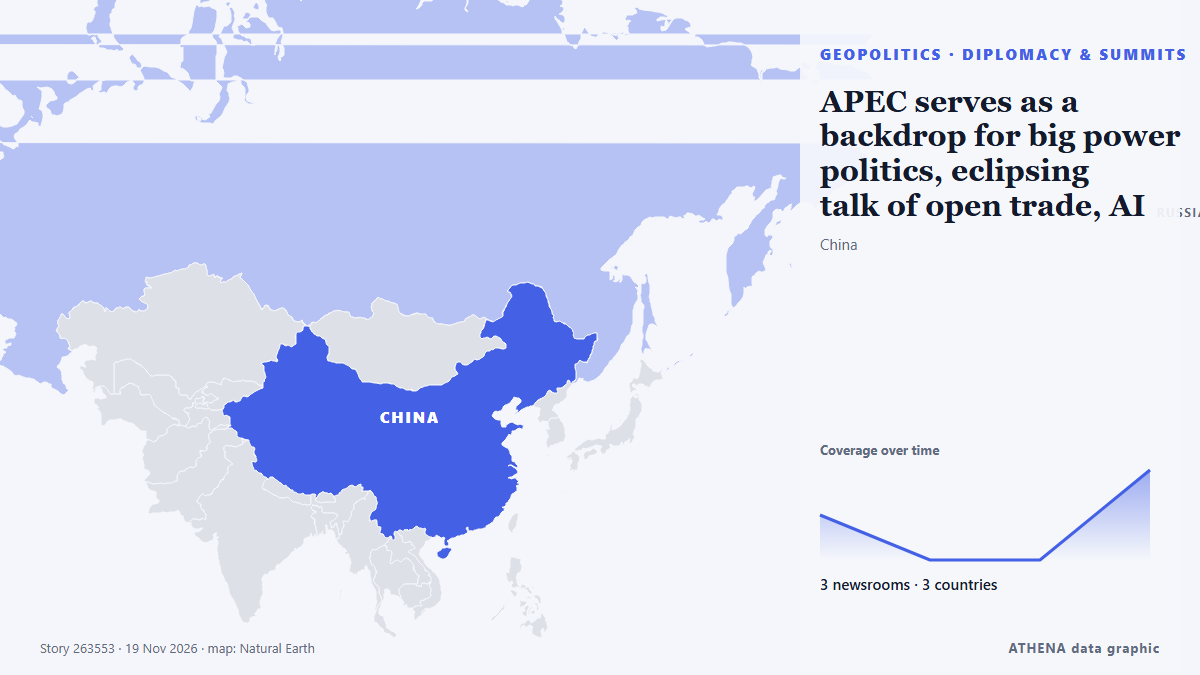 GEOPOLITICS · DIPLOMACY & SUMMITS
APEC serves as a
backdrop for big power
politics, eclipsing
talk of open trade, AI
RUSSIA
China
CHINA
Coverage over time
3 newsrooms · 3 countries
Story 263553 · 19 Nov 2026 · map: Natural Earth
ATHENA data graphic